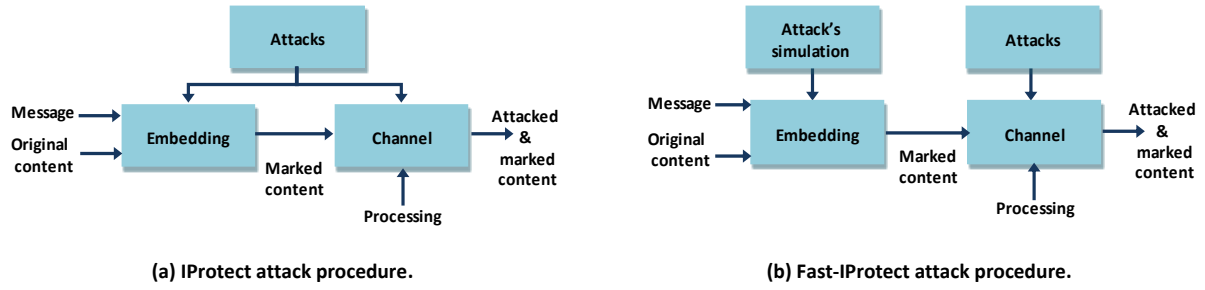 Attacks
Message
Original
content
Embedding
Marked
content
Channel
Processing
Attacked
&
marked
content
(a) IProtect attack procedure.
Attack's
simulation
Attacks
Message
Original
content
Embedding
Marked
content
Channel
Processing
Attacked
&
marked
content
(b) Fast-IProtect attack procedure.